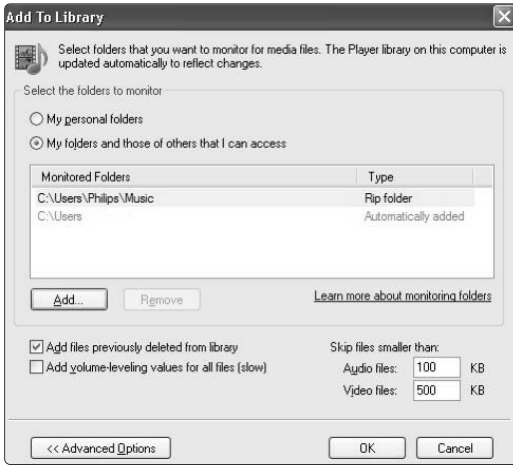 Add To Library
Select folders that you want to monitor for media files. The Player library on this computer is
updated automatically to reflect changes.
Select the folders to monitor
My personal folders
My folders and those of others that I can access
Monitored Folders Type
C:\Users\Philips\Music Rip folder
C:\Users Automatically added
Add... Remove Learn more about monitoring folders
Add files previously deleted from library
Add volume-leveling values for all files (slow)
Skip files smaller than:
Audio files: 100 KB
Video files: 500 KB
<< Advanced Options OK Cancel